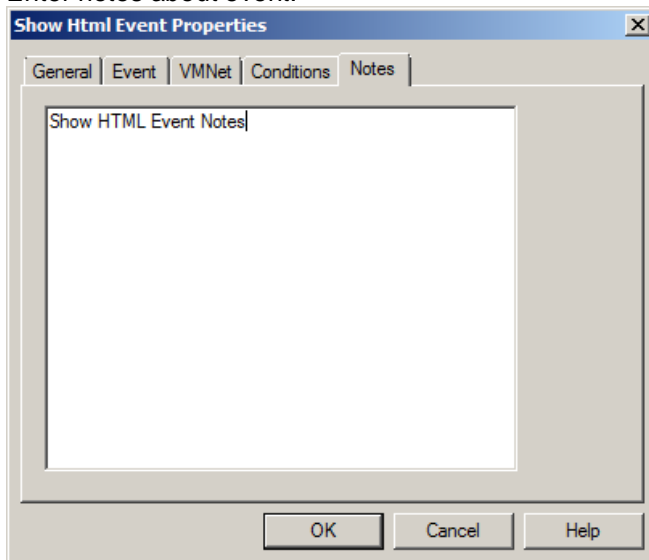 Enter notes about event.
Show Html Event Properties
General Event VMNet Conditions Notes
Show HTML Event Notes
OK Cancel Help